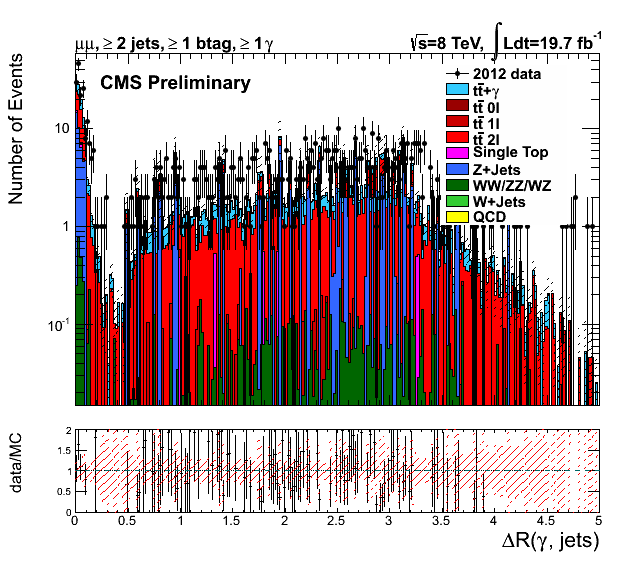 μμ, ≥ 2 jets, ≥ 1 btag, ≥ 1 γ
√s=8 TeV, ∫ Ldt=19.7 fb⁻¹
CMS Preliminary
2012 data
tt̄+γ
tt̄ 0l
tt̄ 1l
tt̄ 2l
Single Top
Z+Jets
WW/ZZ/WZ
W+Jets
QCD
Number of Events
10
1
10⁻¹
data/MC
2
1.5
1
0.5
0
0 0.5 1 1.5 2 2.5 3 3.5 4 4.5 5
ΔR(γ, jets)